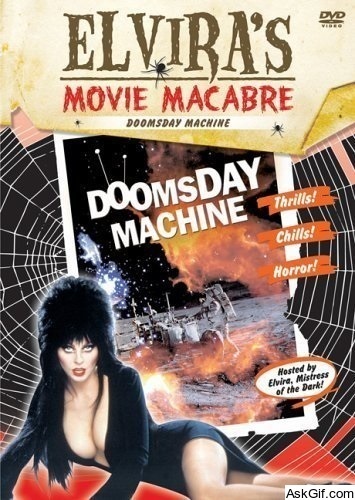 DVD
VIDEO
ELVIRA'S
MOVIE MACABRE
DOOMSDAY MACHINE
DOOMSDAY
MACHINE
Thrills!
Chills!
Horror!
Hosted by
Elvira, Mistress
of the Dark!
AskGif.com